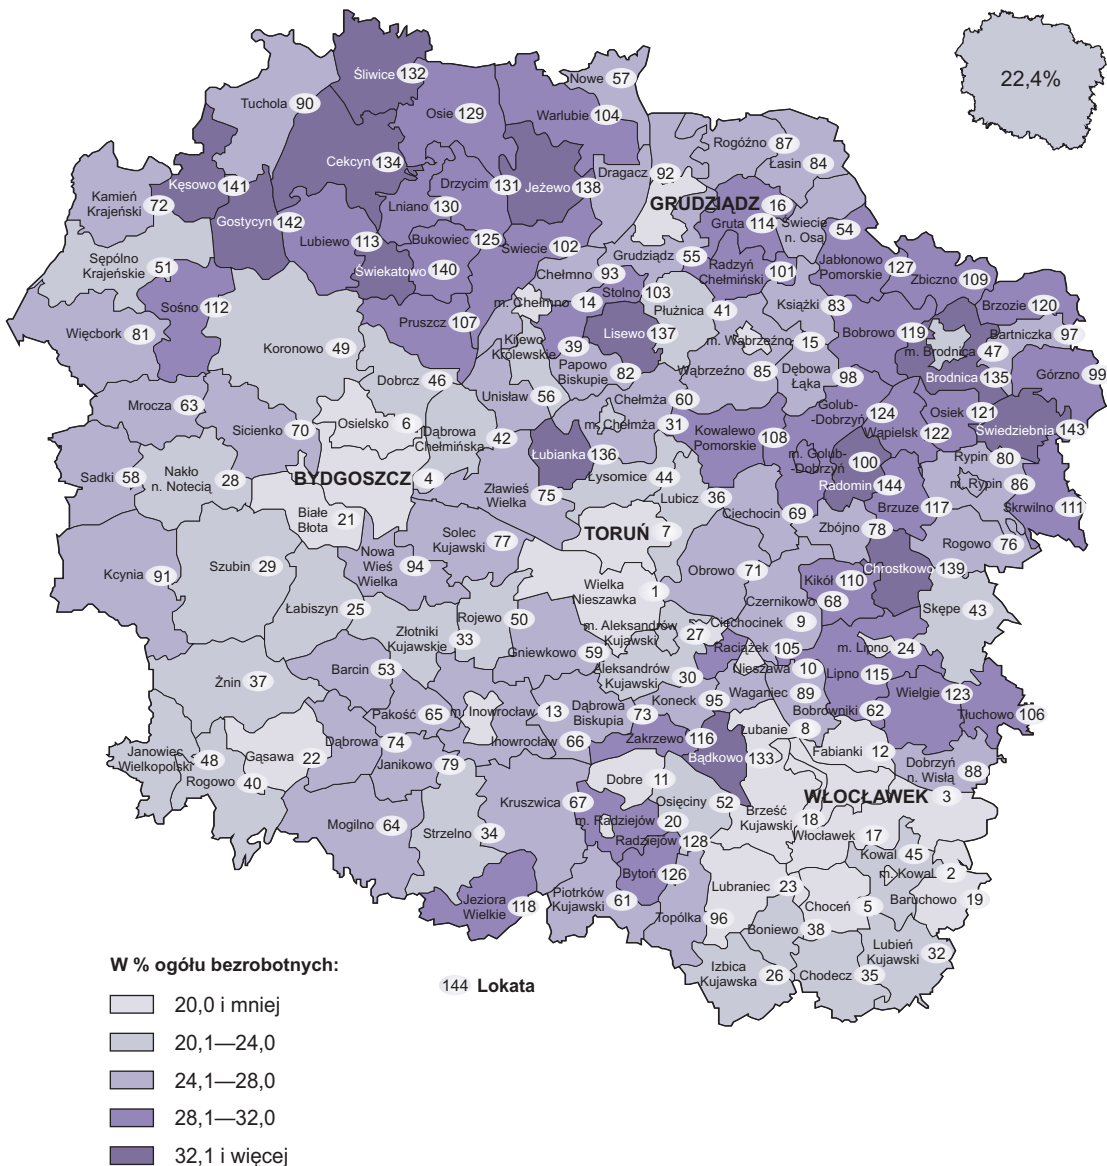 22,4%
Śliwice 132
Nowe 57
Tuchola 90
Osie 129
Warlubie 104
Rogóźno 87
Łasin 84
Cekcyn 134
Dragacz 92
Kęsowo 141
Drzycim 131
Jeżewo 138
Kamień
Krajeński 72
GRUDZIĄDZ 16
Lniano 130
Gostycyn 142
Gruta 114
Świecie
n. Osą 54
Lubiewo 113
Bukowiec 125
Świecie 102
Grudziądz 55
Sępólno
Krajeńskie 51
Świekatowo 140
Chełmno 93
Radzyń
Chełmiński 101
Jabłonowo
Pomorskie 127
Zbiczno 109
Sośno 112
m. Chełmno 14
Stolno 103
Płużnica 41
Książki 83
Brzozie 120
Więcbork 81
Pruszcz 107
Lisewo 137
Bobrowo 119
Bartniczka 97
Koronowo 49
Kijewo
Królewskie 39
m. Wąbrzeźno 15
m. Brodnica 47
Papowo
Biskupie 82
Wąbrzeźno 85
Dębowa
Łąka 98
Brodnica 135
Górzno 99
Dobrcz 46
Unisław 56
Chełmża 60
Mrocza 63
Golub-
-Dobrzyń 124
Osiek 121
Osielsko 6
Sicienko 70
Dąbrowa
Chełmińska 42
m. Chełmża 31
Kowalewo
Pomorskie 108
Wąpielsk 122
Świedziebnia 143
Łubianka 136
m. Golub-
-Dobrzyń 100
Rypin 80
Sadki 58
Nakło
n. Notecią 28
BYDGOSZCZ 4
Łysomice 44
Radomin 144
m. Rypin 86
Zławieś
Wielka 75
Lubicz 36
Ciechocin 69
Brzuze 117
Skrwilno 111
Białe
Błota 21
Solec
Kujawski 77
TORUŃ 7
Zbójno 78
Rogowo 76
Kcynia 91
Szubin 29
Nowa
Wieś
Wielka 94
Obrowo 71
Kikół 110
Chrostkowo 139
Wielka
Nieszawka 1
Czernikowo 68
Łabiszyn 25
Rojewo 50
Skępe 43
Złotniki
Kujawskie 33
m. Aleksandrów
Kujawski 27
Ciechocinek 9
Gniewkowo 59
Raciążek 105
m. Lipno 24
Barcin 53
Aleksandrów
Kujawski 30
Nieszawa 10
Lipno 115
Żnin 37
Waganiec 89
Wielgie 123
Koneck 95
Bobrowniki 62
Tłuchowo 106
Pakość 65
m. Inowrocław 13
Dąbrowa
Biskupia 73
Lubanie 8
Dąbrowa 74
Inowrocław 66
Zakrzewo 116
Fabianki 12
Janowiec
Wielkopolski 48
Gąsawa 22
Janikowo 79
Bądkowo 133
Dobrzyń
n. Wisłą 88
Rogowo 40
Dobre 11
WŁOCŁAWEK 3
Kruszwica 67
Osięciny 52
Brześć
Kujawski 18
Mogilno 64
Strzelno 34
m. Radziejów 20
Włocławek 17
Radziejów 128
Kowal 45
Bytoń 126
m. Kowal 2
Lubraniec 23
Jeziora
Wielkie 118
Piotrków
Kujawski 61
Choceń 5
Baruchowo 19
Topólka 96
Boniewo 38
Lubień
Kujawski 32
Izbica
Kujawska 26
Chodecz 35
W % ogółu bezrobotnych:
144 Lokata
20,0 i mniej
20,1—24,0
24,1—28,0
28,1—32,0
32,1 i więcej